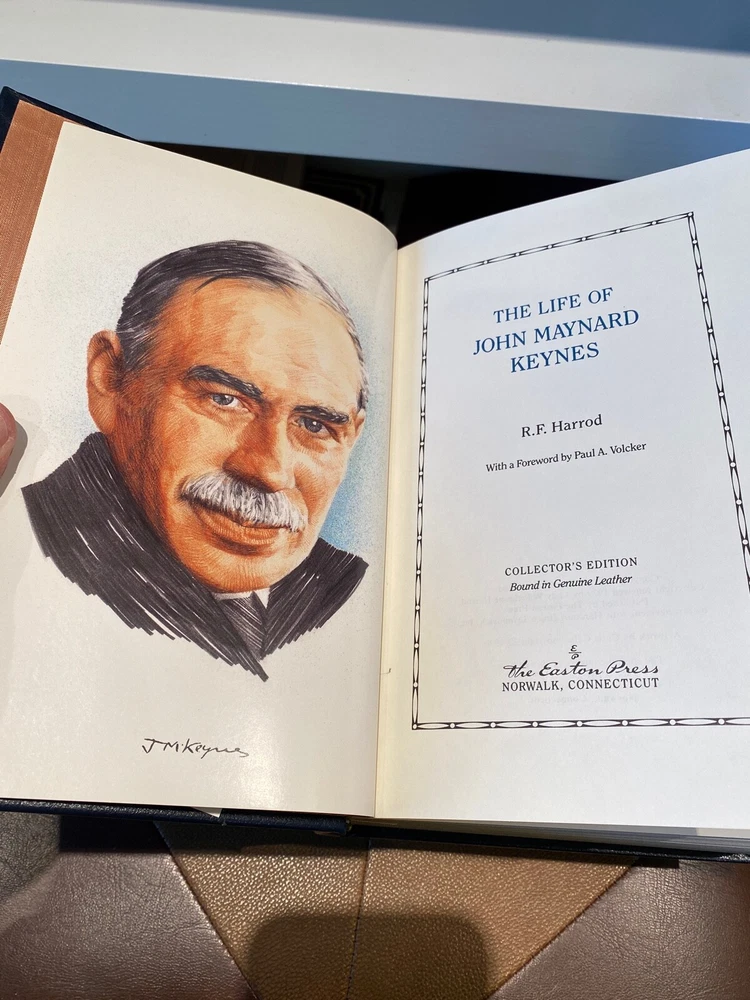 J M Keynes
THE LIFE OF
JOHN MAYNARD
KEYNES
R.F. Harrod
With a Foreword by Paul A. Volcker
COLLECTOR'S EDITION
Bound in Genuine Leather
the Easton Press
NORWALK, CONNECTICUT